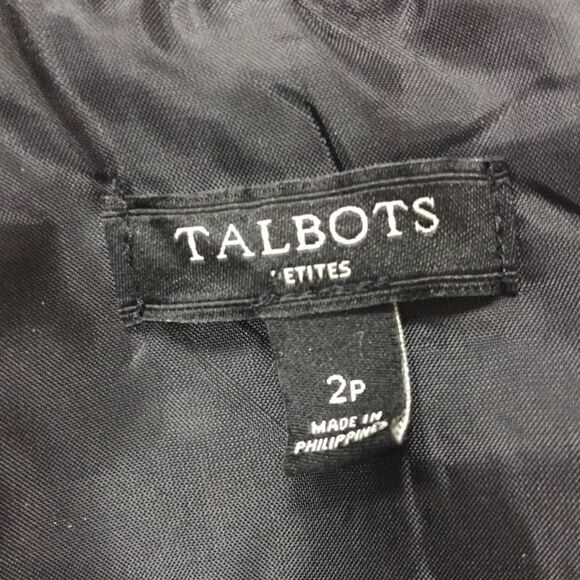 TALBOTS
PETITES
2P
MADE IN
PHILIPPINES